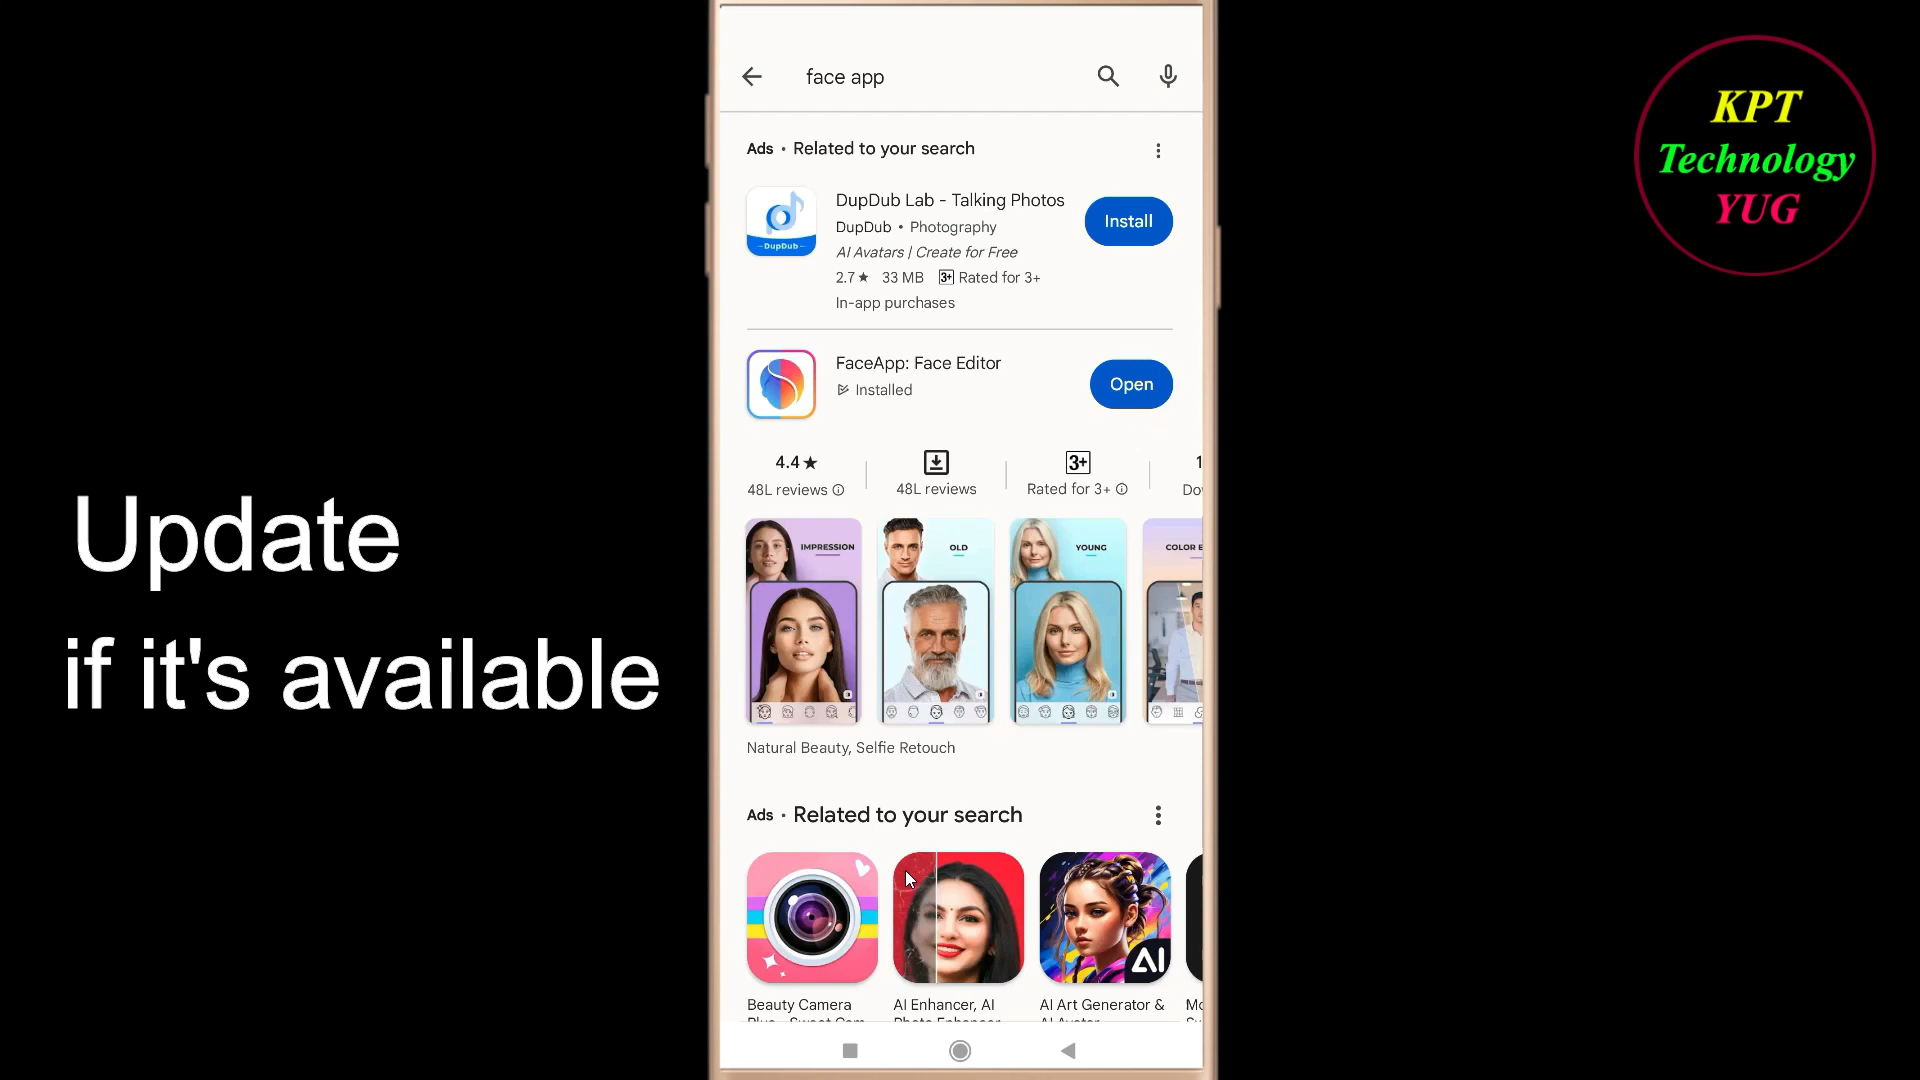 face app
Ads • Related to your search
DupDub Lab - Talking Photos
DupDub • Photography
AI Avatars | Create for Free
2.7★ 33 MB 3+ Rated for 3+
In-app purchases
Install
-DupDub-
FaceApp: Face Editor
Installed
Open
4.4★
48L reviews
48L reviews
3+
Rated for 3+
IMPRESSION
OLD
YOUNG
Natural Beauty, Selfie Retouch
Ads • Related to your search
AI
Beauty Camera
AI Enhancer, AI
AI Art Generator &
Update
if it's available
KPT
Technology
YUG